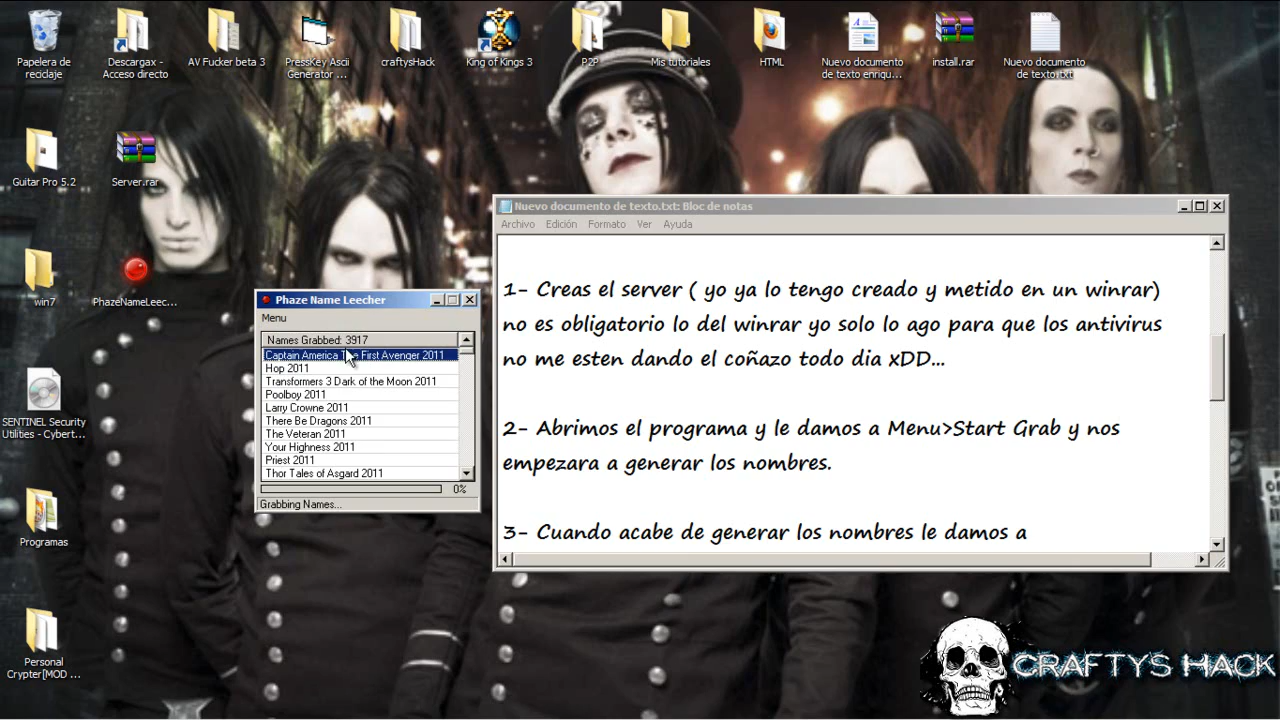 Papelera de
reciclaje
Descargax -
Acceso directo
AV Fucker beta 3
PressKey Ascii
Generator ...
craftysHack
King of Kings 3
P2P
Mis tutoriales
HTML
Nuevo documento
de texto enriqu...
install.rar
Nuevo documento
de texto.txt
Guitar Pro 5.2
Server.rar
win7
PhazeNameLeec...
SENTINEL Security
Utilities - Cybert...
Programas
Personal
Crypter[MOD ...
Phaze Name Leecher
Menu
Names Grabbed: 3917
Captain America The First Avenger 2011
Hop 2011
Transformers 3 Dark of the Moon 2011
Poolboy 2011
Larry Crowne 2011
There Be Dragons 2011
The Veteran 2011
Your Highness 2011
Priest 2011
Thor Tales of Asgard 2011
0%
Grabbing Names...
Nuevo documento de texto.txt: Bloc de notas
Archivo Edición Formato Ver Ayuda
1- Creas el server ( yo ya lo tengo creado y metido en un winrar)
no es obligatorio lo del winrar yo solo lo ago para que los antivirus
no me esten dando el coñazo todo dia xDD...
2- Abrimos el programa y le damos a Menu>Start Grab y nos
empezara a generar los nombres.
3- Cuando acabe de generar los nombres le damos a
CRAFTYS HACK